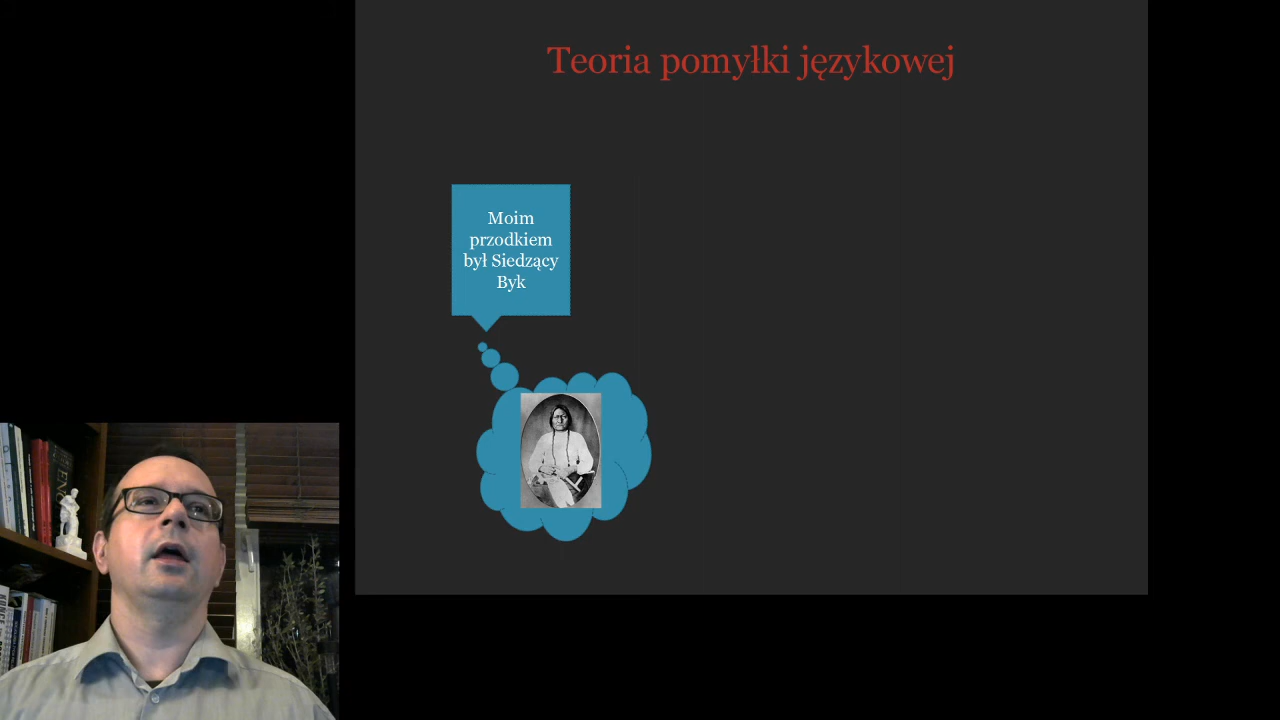 Teoria pomyłki językowej
Moim
przodkiem
był Siedzący
Byk